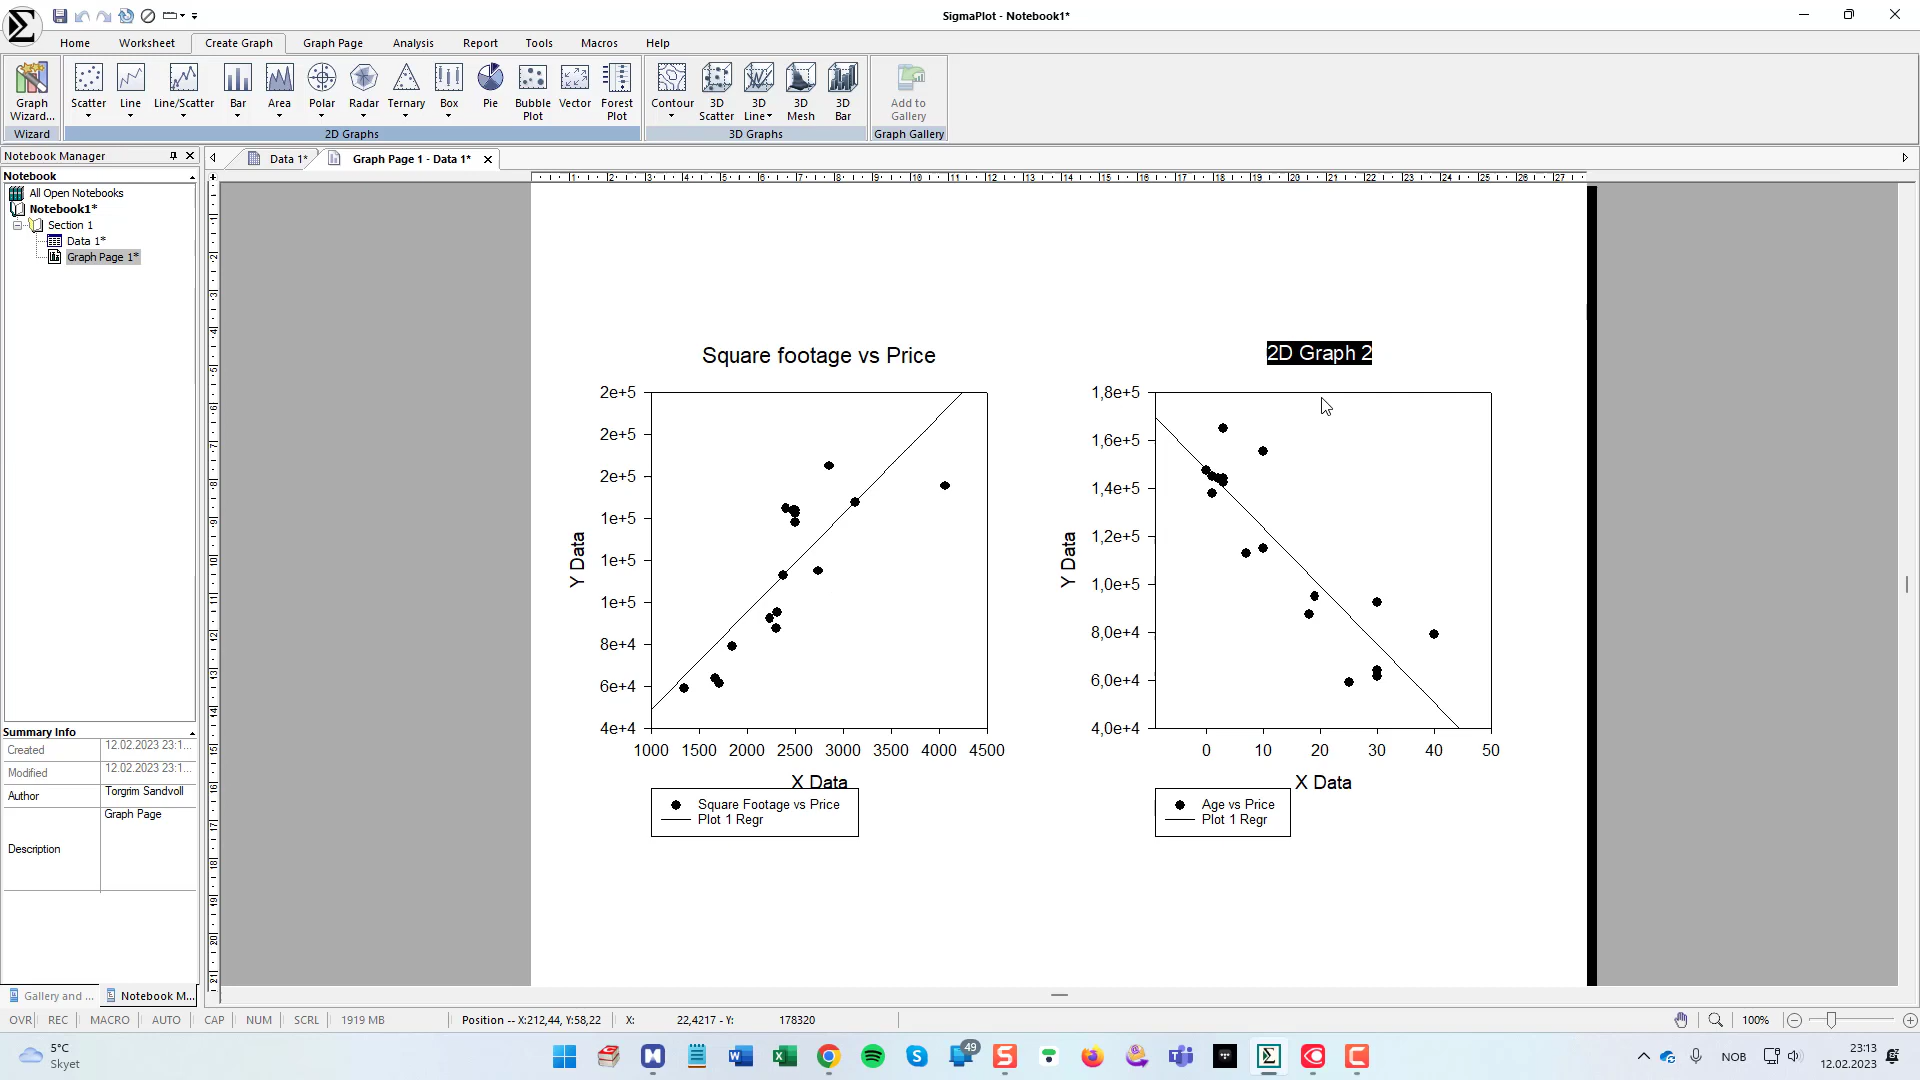 SigmaPlot - Notebook1*
Home
Worksheet
Create Graph
Graph Page
Analysis
Report
Tools
Macros
Help
Graph Wizard...
Scatter
Line
Line/Scatter
Bar
Area
Polar
Radar
Ternary
Box
Pie
Bubble Plot
Vector
Forest Plot
Contour
3D Scatter
3D Line
3D Mesh
3D Bar
Add to Gallery
Wizard
2D Graphs
3D Graphs
Graph Gallery
Notebook Manager
Data 1*
Graph Page 1 - Data 1*
Notebook
All Open Notebooks
Notebook1*
Section 1
Data 1*
Graph Page 1*
Summary Info
Created 12.02.2023 23:1...
Modified 12.02.2023 23:1...
Author Torgrim Sandvoll
Graph Page
Description
Gallery and ...
Notebook M...
Square footage vs Price
2e+5
2e+5
2e+5
1e+5
1e+5
1e+5
8e+4
6e+4
4e+4
Y Data
1000 1500 2000 2500 3000 3500 4000 4500
X Data
Square Footage vs Price
Plot 1 Regr
2D Graph 2
1,8e+5
1,6e+5
1,4e+5
1,2e+5
1,0e+5
8,0e+4
6,0e+4
4,0e+4
Y Data
0 10 20 30 40 50
X Data
Age vs Price
Plot 1 Regr
OVR REC MACRO AUTO CAP NUM SCRL 1919 MB
Position -- X:212,44, Y:58,22
X: 22,4217 - Y: 178320
100%
5°C
Skyet
49
NOB
23:13
12.02.2023